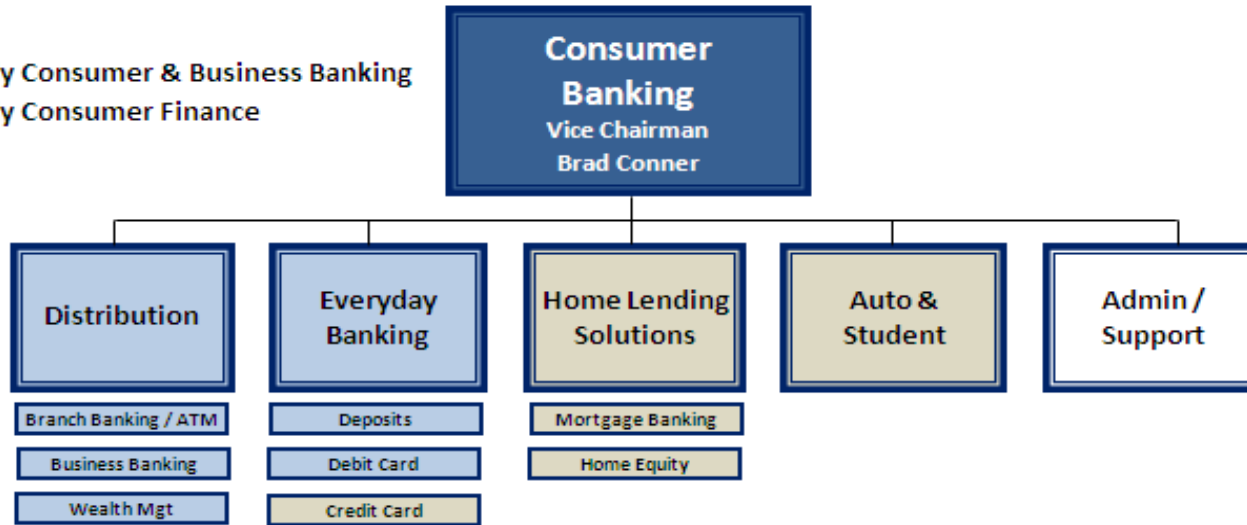 y Consumer & Business Banking
y Consumer Finance
Consumer
Banking
Vice Chairman
Brad Conner
Distribution
Everyday
Banking
Home Lending
Solutions
Auto &
Student
Admin /
Support
Branch Banking / ATM
Business Banking
Wealth Mgt
Deposits
Debit Card
Credit Card
Mortgage Banking
Home Equity